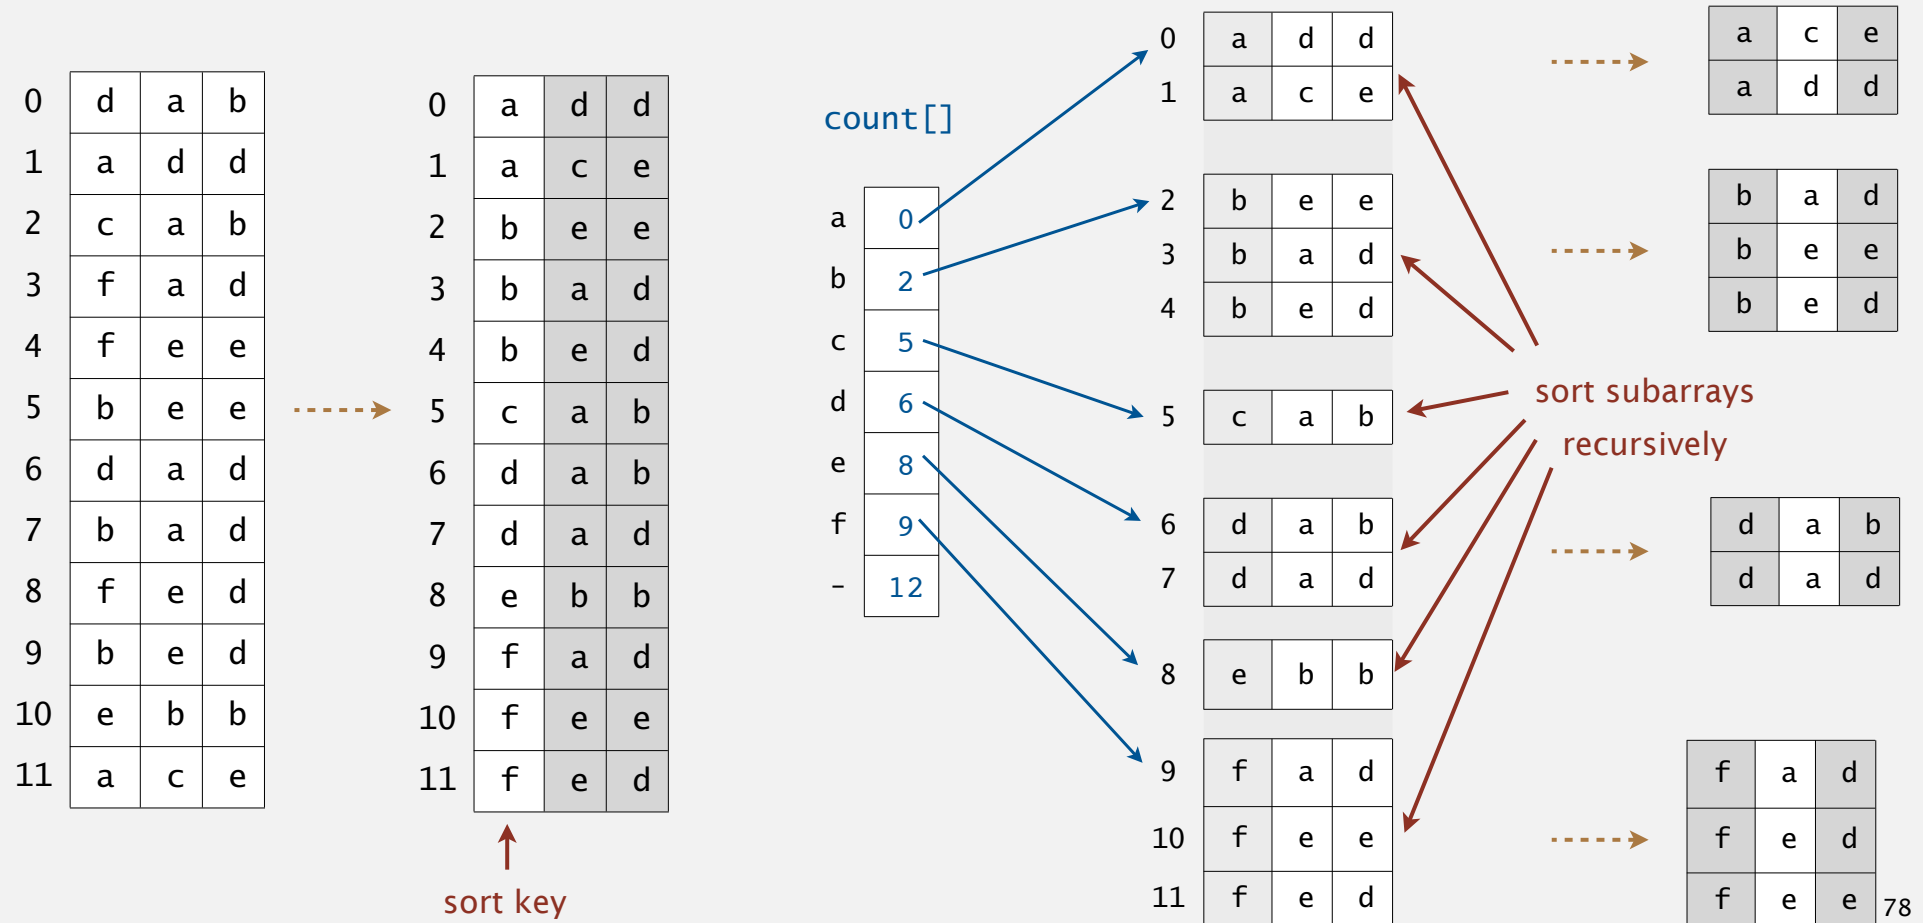 0 d a b
1 a d d
2 c a b
3 f a d
4 f e e
5 b e e
6 d a d
7 b a d
8 f e d
9 b e d
10 e b b
11 a c e
0 a d d
1 a c e
2 b e e
3 b a d
4 b e d
5 c a b
6 d a b
7 d a d
8 e b b
9 f a d
10 f e e
11 f e d
sort key
count[]
a 0
b 2
c 5
d 6
e 8
f 9
- 12
0 a d d
1 a c e
2 b e e
3 b a d
4 b e d
5 c a b
6 d a b
7 d a d
8 e b b
9 f a d
10 f e e
11 f e d
sort subarrays
recursively
a c e
a d d
b a d
b e e
b e d
d a b
d a d
f a d
f e d
f e e
78